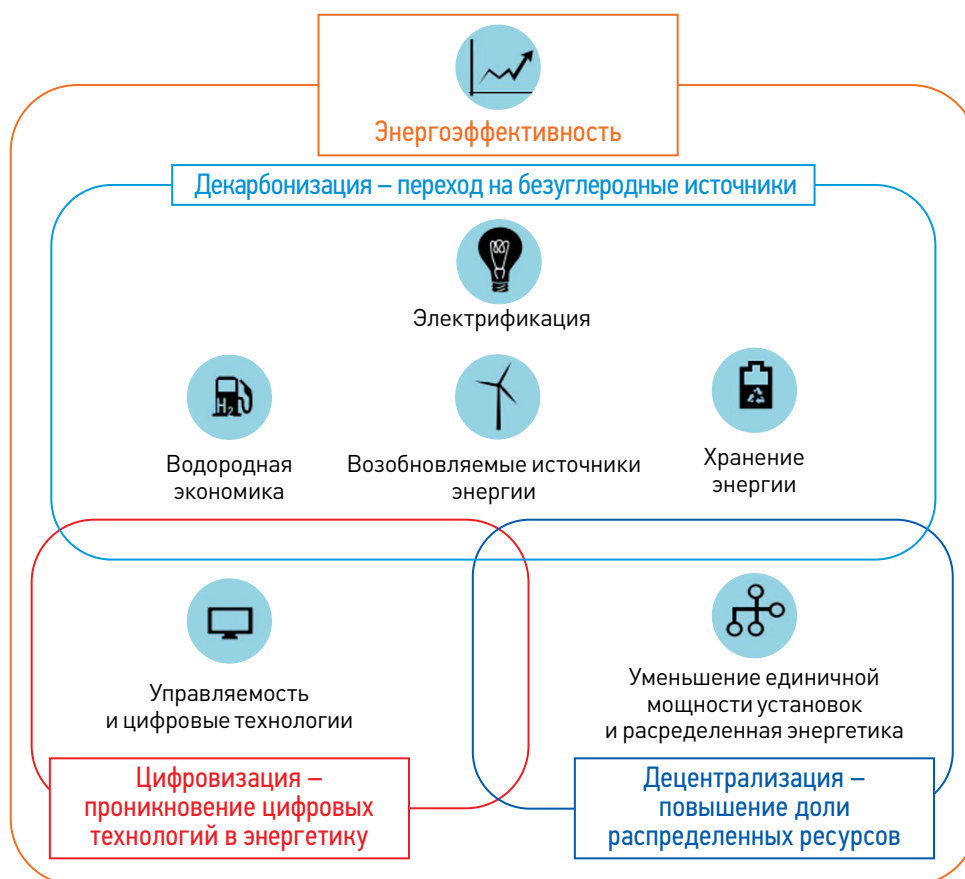 Энергоэффективность
Декарбонизация – переход на безуглеродные источники
Электрификация
H₂
Водородная
экономика
Возобновляемые источники
энергии
Хранение
энергии
Управляемость
и цифровые технологии
Уменьшение единичной
мощности установок
и расределенная энергетика
Цифровизация –
проникновение цифровых
технологий в энергетику
Децентрализация –
повышение доли
распределенных ресурсов